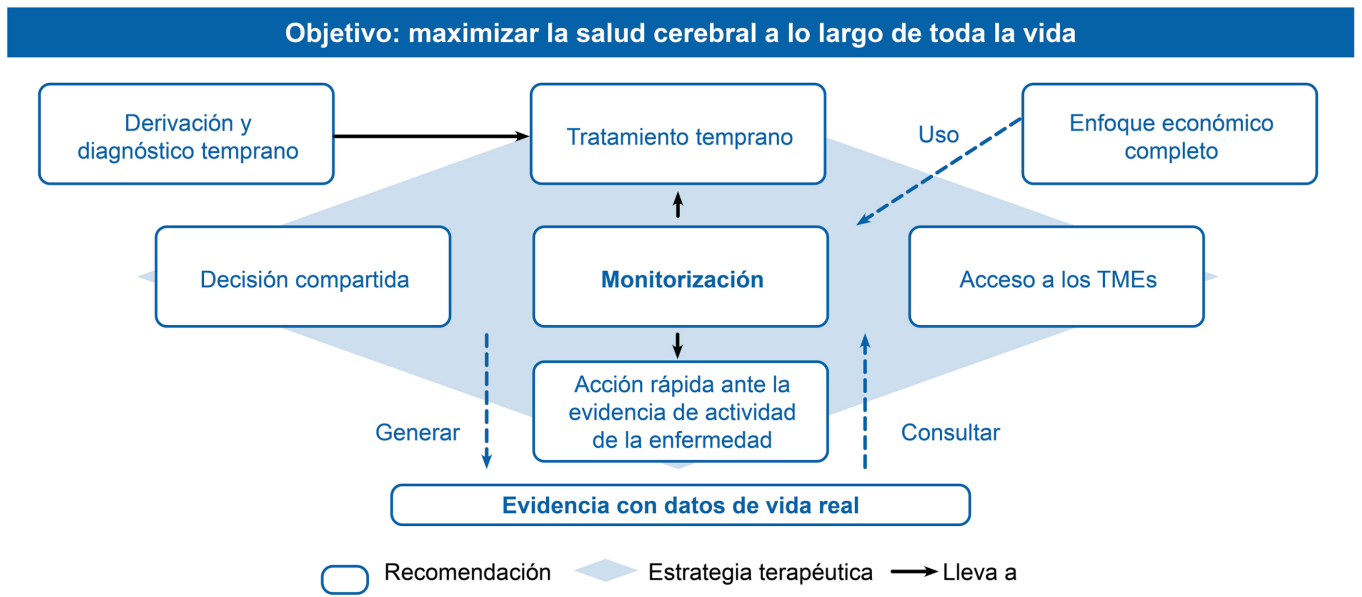 Objetivo: maximizar la salud cerebral a lo largo de toda la vida
Derivación y
diagnóstico temprano
Tratamiento temprano
Uso
Enfoque económico
completo
Decisión compartida
Monitorización
Acceso a los TMEs
Generar
Acción rápida ante la
evidencia de actividad
de la enfermedad
Consultar
Evidencia con datos de vida real
Recomendación
Estrategia terapéutica
Lleva a